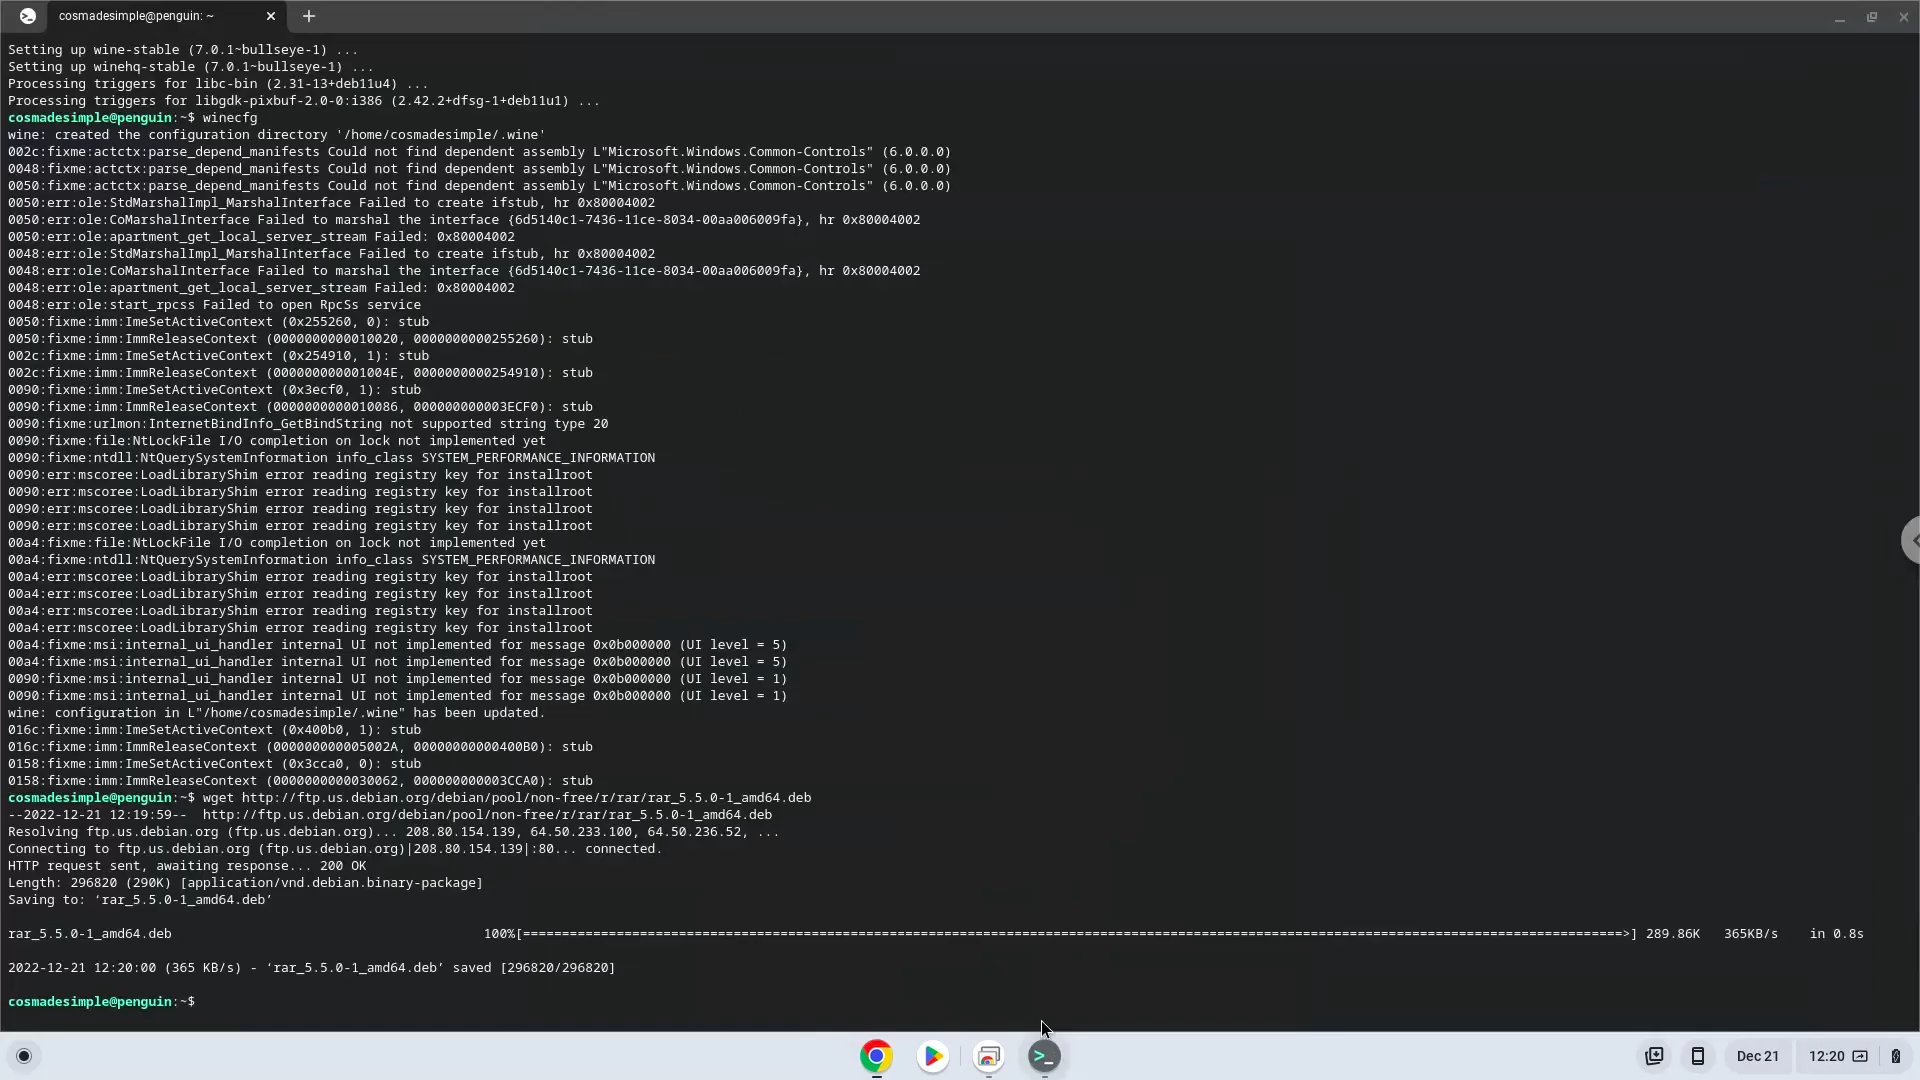 cosmadesimple@penguin: ~
Setting up wine-stable (7.0.1~bullseye-1) ...
Setting up winehq-stable (7.0.1~bullseye-1) ...
Processing triggers for libc-bin (2.31-13+deb11u4) ...
Processing triggers for libgdk-pixbuf-2.0-0:i386 (2.42.2+dfsg-1+deb11u1) ...
cosmadesimple@penguin:~$ winecfg
wine: created the configuration directory '/home/cosmadesimple/.wine'
002c:fixme:actctx:parse_depend_manifests Could not find dependent assembly L"Microsoft.Windows.Common-Controls" (6.0.0.0)
0048:fixme:actctx:parse_depend_manifests Could not find dependent assembly L"Microsoft.Windows.Common-Controls" (6.0.0.0)
0050:fixme:actctx:parse_depend_manifests Could not find dependent assembly L"Microsoft.Windows.Common-Controls" (6.0.0.0)
0050:err:ole:StdMarshalImpl_MarshalInterface Failed to create ifstub, hr 0x80004002
0050:err:ole:CoMarshalInterface Failed to marshal the interface {6d5140c1-7436-11ce-8034-00aa006009fa}, hr 0x80004002
0050:err:ole:apartment_get_local_server_stream Failed: 0x80004002
0048:err:ole:StdMarshalImpl_MarshalInterface Failed to create ifstub, hr 0x80004002
0048:err:ole:CoMarshalInterface Failed to marshal the interface {6d5140c1-7436-11ce-8034-00aa006009fa}, hr 0x80004002
0048:err:ole:apartment_get_local_server_stream Failed: 0x80004002
0048:err:ole:start_rpcss Failed to open RpcSs service
0050:fixme:imm:ImeSetActiveContext (0x255260, 0): stub
0050:fixme:imm:ImmReleaseContext (0000000000010020, 0000000000255260): stub
002c:fixme:imm:ImeSetActiveContext (0x254910, 1): stub
002c:fixme:imm:ImmReleaseContext (000000000001004E, 0000000000254910): stub
0090:fixme:imm:ImeSetActiveContext (0x3ecf0, 1): stub
0090:fixme:imm:ImmReleaseContext (0000000000010086, 000000000003ECF0): stub
0090:fixme:urlmon:InternetBindInfo_GetBindString not supported string type 20
0090:fixme:file:NtLockFile I/O completion on lock not implemented yet
0090:fixme:ntdll:NtQuerySystemInformation info_class SYSTEM_PERFORMANCE_INFORMATION
0090:err:mscoree:LoadLibraryShim error reading registry key for installroot
0090:err:mscoree:LoadLibraryShim error reading registry key for installroot
0090:err:mscoree:LoadLibraryShim error reading registry key for installroot
0090:err:mscoree:LoadLibraryShim error reading registry key for installroot
00a4:fixme:file:NtLockFile I/O completion on lock not implemented yet
00a4:fixme:ntdll:NtQuerySystemInformation info_class SYSTEM_PERFORMANCE_INFORMATION
00a4:err:mscoree:LoadLibraryShim error reading registry key for installroot
00a4:err:mscoree:LoadLibraryShim error reading registry key for installroot
00a4:err:mscoree:LoadLibraryShim error reading registry key for installroot
00a4:err:mscoree:LoadLibraryShim error reading registry key for installroot
00a4:fixme:msi:internal_ui_handler internal UI not implemented for message 0x0b000000 (UI level = 5)
00a4:fixme:msi:internal_ui_handler internal UI not implemented for message 0x0b000000 (UI level = 5)
0090:fixme:msi:internal_ui_handler internal UI not implemented for message 0x0b000000 (UI level = 1)
0090:fixme:msi:internal_ui_handler internal UI not implemented for message 0x0b000000 (UI level = 1)
wine: configuration in L"/home/cosmadesimple/.wine" has been updated.
016c:fixme:imm:ImeSetActiveContext (0x400b0, 1): stub
016c:fixme:imm:ImmReleaseContext (000000000005002A, 00000000000400B0): stub
0158:fixme:imm:ImeSetActiveContext (0x3cca0, 0): stub
0158:fixme:imm:ImmReleaseContext (0000000000030062, 000000000003CCA0): stub
cosmadesimple@penguin:~$ wget http://ftp.us.debian.org/debian/pool/non-free/r/rar/rar_5.5.0-1_amd64.deb
--2022-12-21 12:19:59--  http://ftp.us.debian.org/debian/pool/non-free/r/rar/rar_5.5.0-1_amd64.deb
Resolving ftp.us.debian.org (ftp.us.debian.org)... 208.80.154.139, 64.50.233.100, 64.50.236.52, ...
Connecting to ftp.us.debian.org (ftp.us.debian.org)|208.80.154.139|:80... connected.
HTTP request sent, awaiting response... 200 OK
Length: 296820 (290K) [application/vnd.debian.binary-package]
Saving to: ‘rar_5.5.0-1_amd64.deb’
rar_5.5.0-1_amd64.deb 100%[=============================================================================================================================================>] 289.86K 365KB/s in 0.8s
2022-12-21 12:20:00 (365 KB/s) - ‘rar_5.5.0-1_amd64.deb’ saved [296820/296820]
cosmadesimple@penguin:~$
Dec 21 12:20